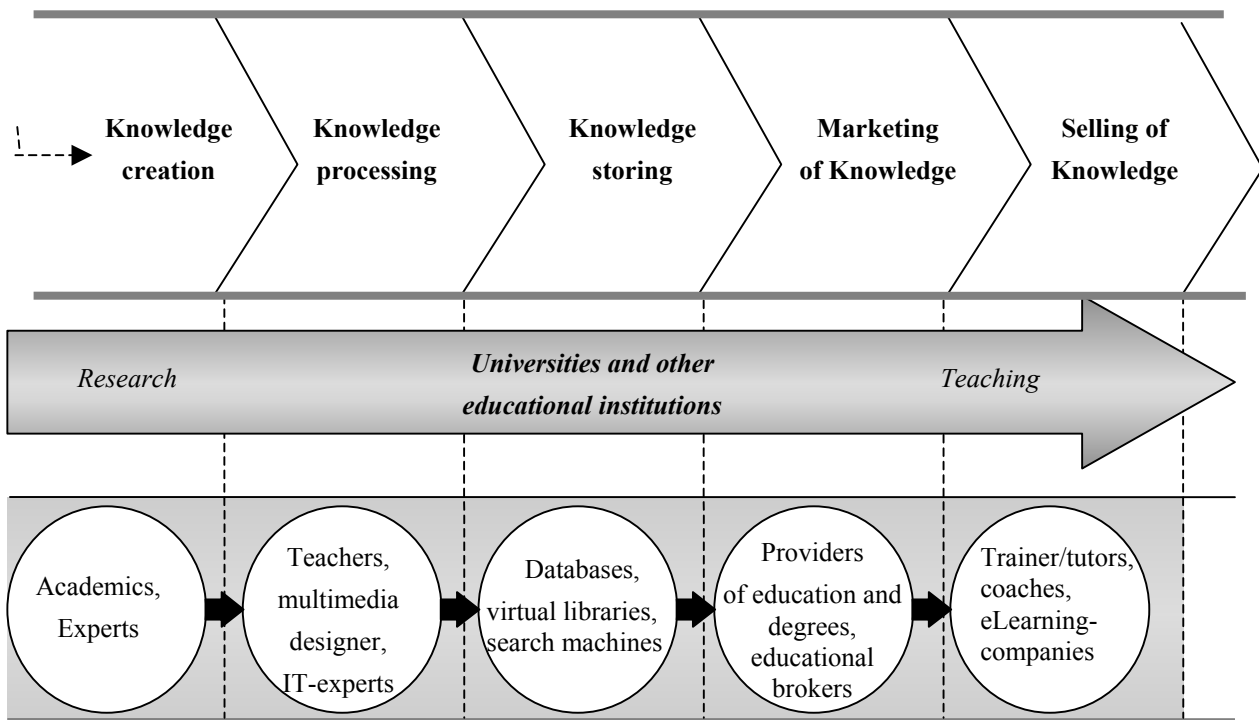 Knowledge
creation
Knowledge
processing
Knowledge
storing
Marketing
of Knowledge
Selling of
Knowledge
Research
Universities and other
educational institutions
Teaching
Academics,
Experts
Teachers,
multimedia
designer,
IT-experts
Databases,
virtual libraries,
search machines
Providers
of education and
degrees,
educational
brokers
Trainer/tutors,
coaches,
eLearning-
companies